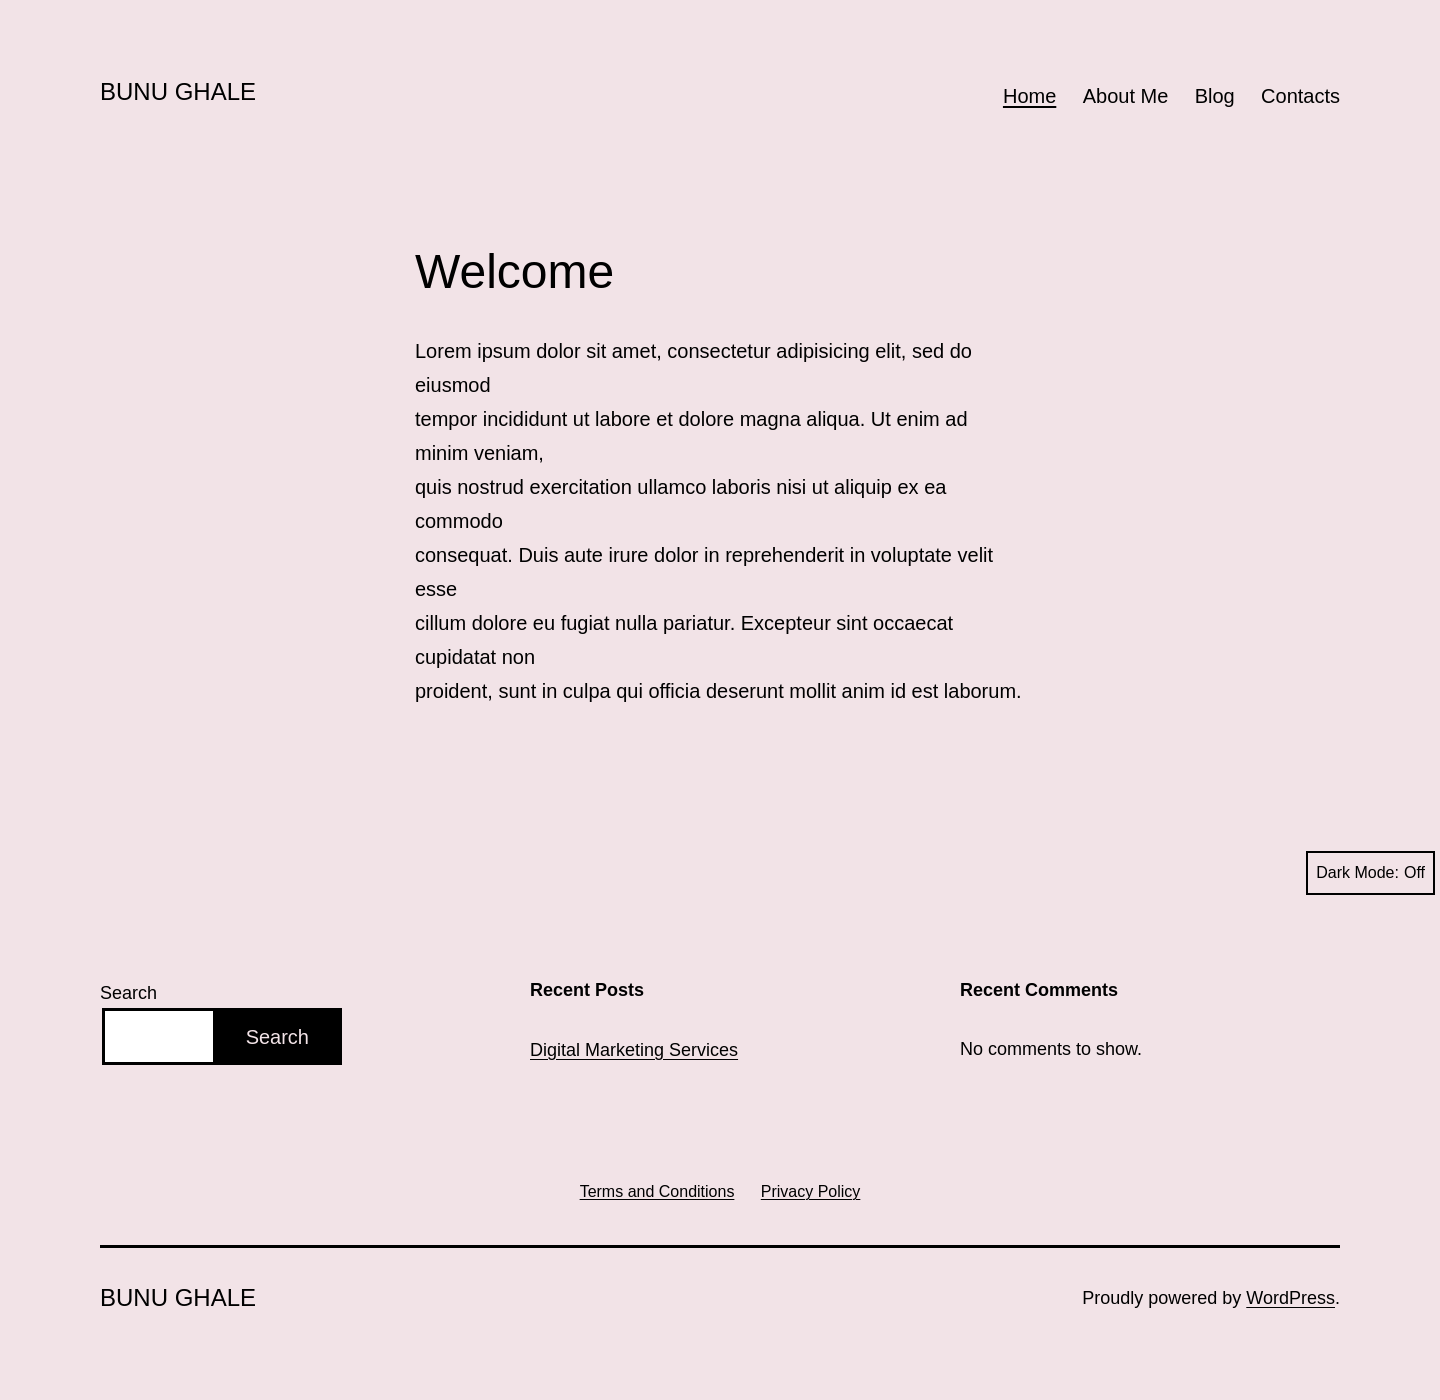 BUNU GHALE
Home About Me Blog Contacts
Welcome
Lorem ipsum dolor sit amet, consectetur adipisicing elit, sed do
eiusmod
tempor incididunt ut labore et dolore magna aliqua. Ut enim ad
minim veniam,
quis nostrud exercitation ullamco laboris nisi ut aliquip ex ea
commodo
consequat. Duis aute irure dolor in reprehenderit in voluptate velit
esse
cillum dolore eu fugiat nulla pariatur. Excepteur sint occaecat
cupidatat non
proident, sunt in culpa qui officia deserunt mollit anim id est laborum.
Dark Mode: Off
Search
Search
Recent Posts
Digital Marketing Services
Recent Comments
No comments to show.
Terms and Conditions Privacy Policy
BUNU GHALE
Proudly powered by WordPress.